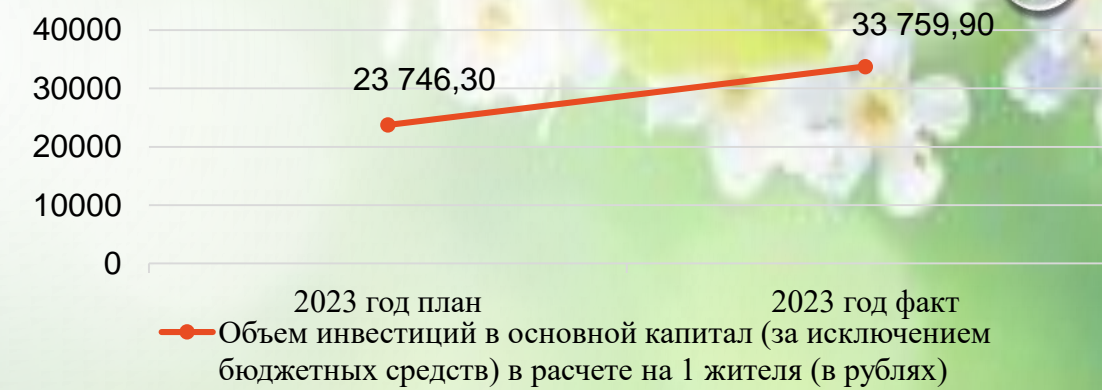 40000
33 759,90
23 746,30
30000
20000
10000
0
2023 год план
2023 год факт
Объем инвестиций в основной капитал (за исключением
бюджетных средств) в расчете на 1 жителя (в рублях)